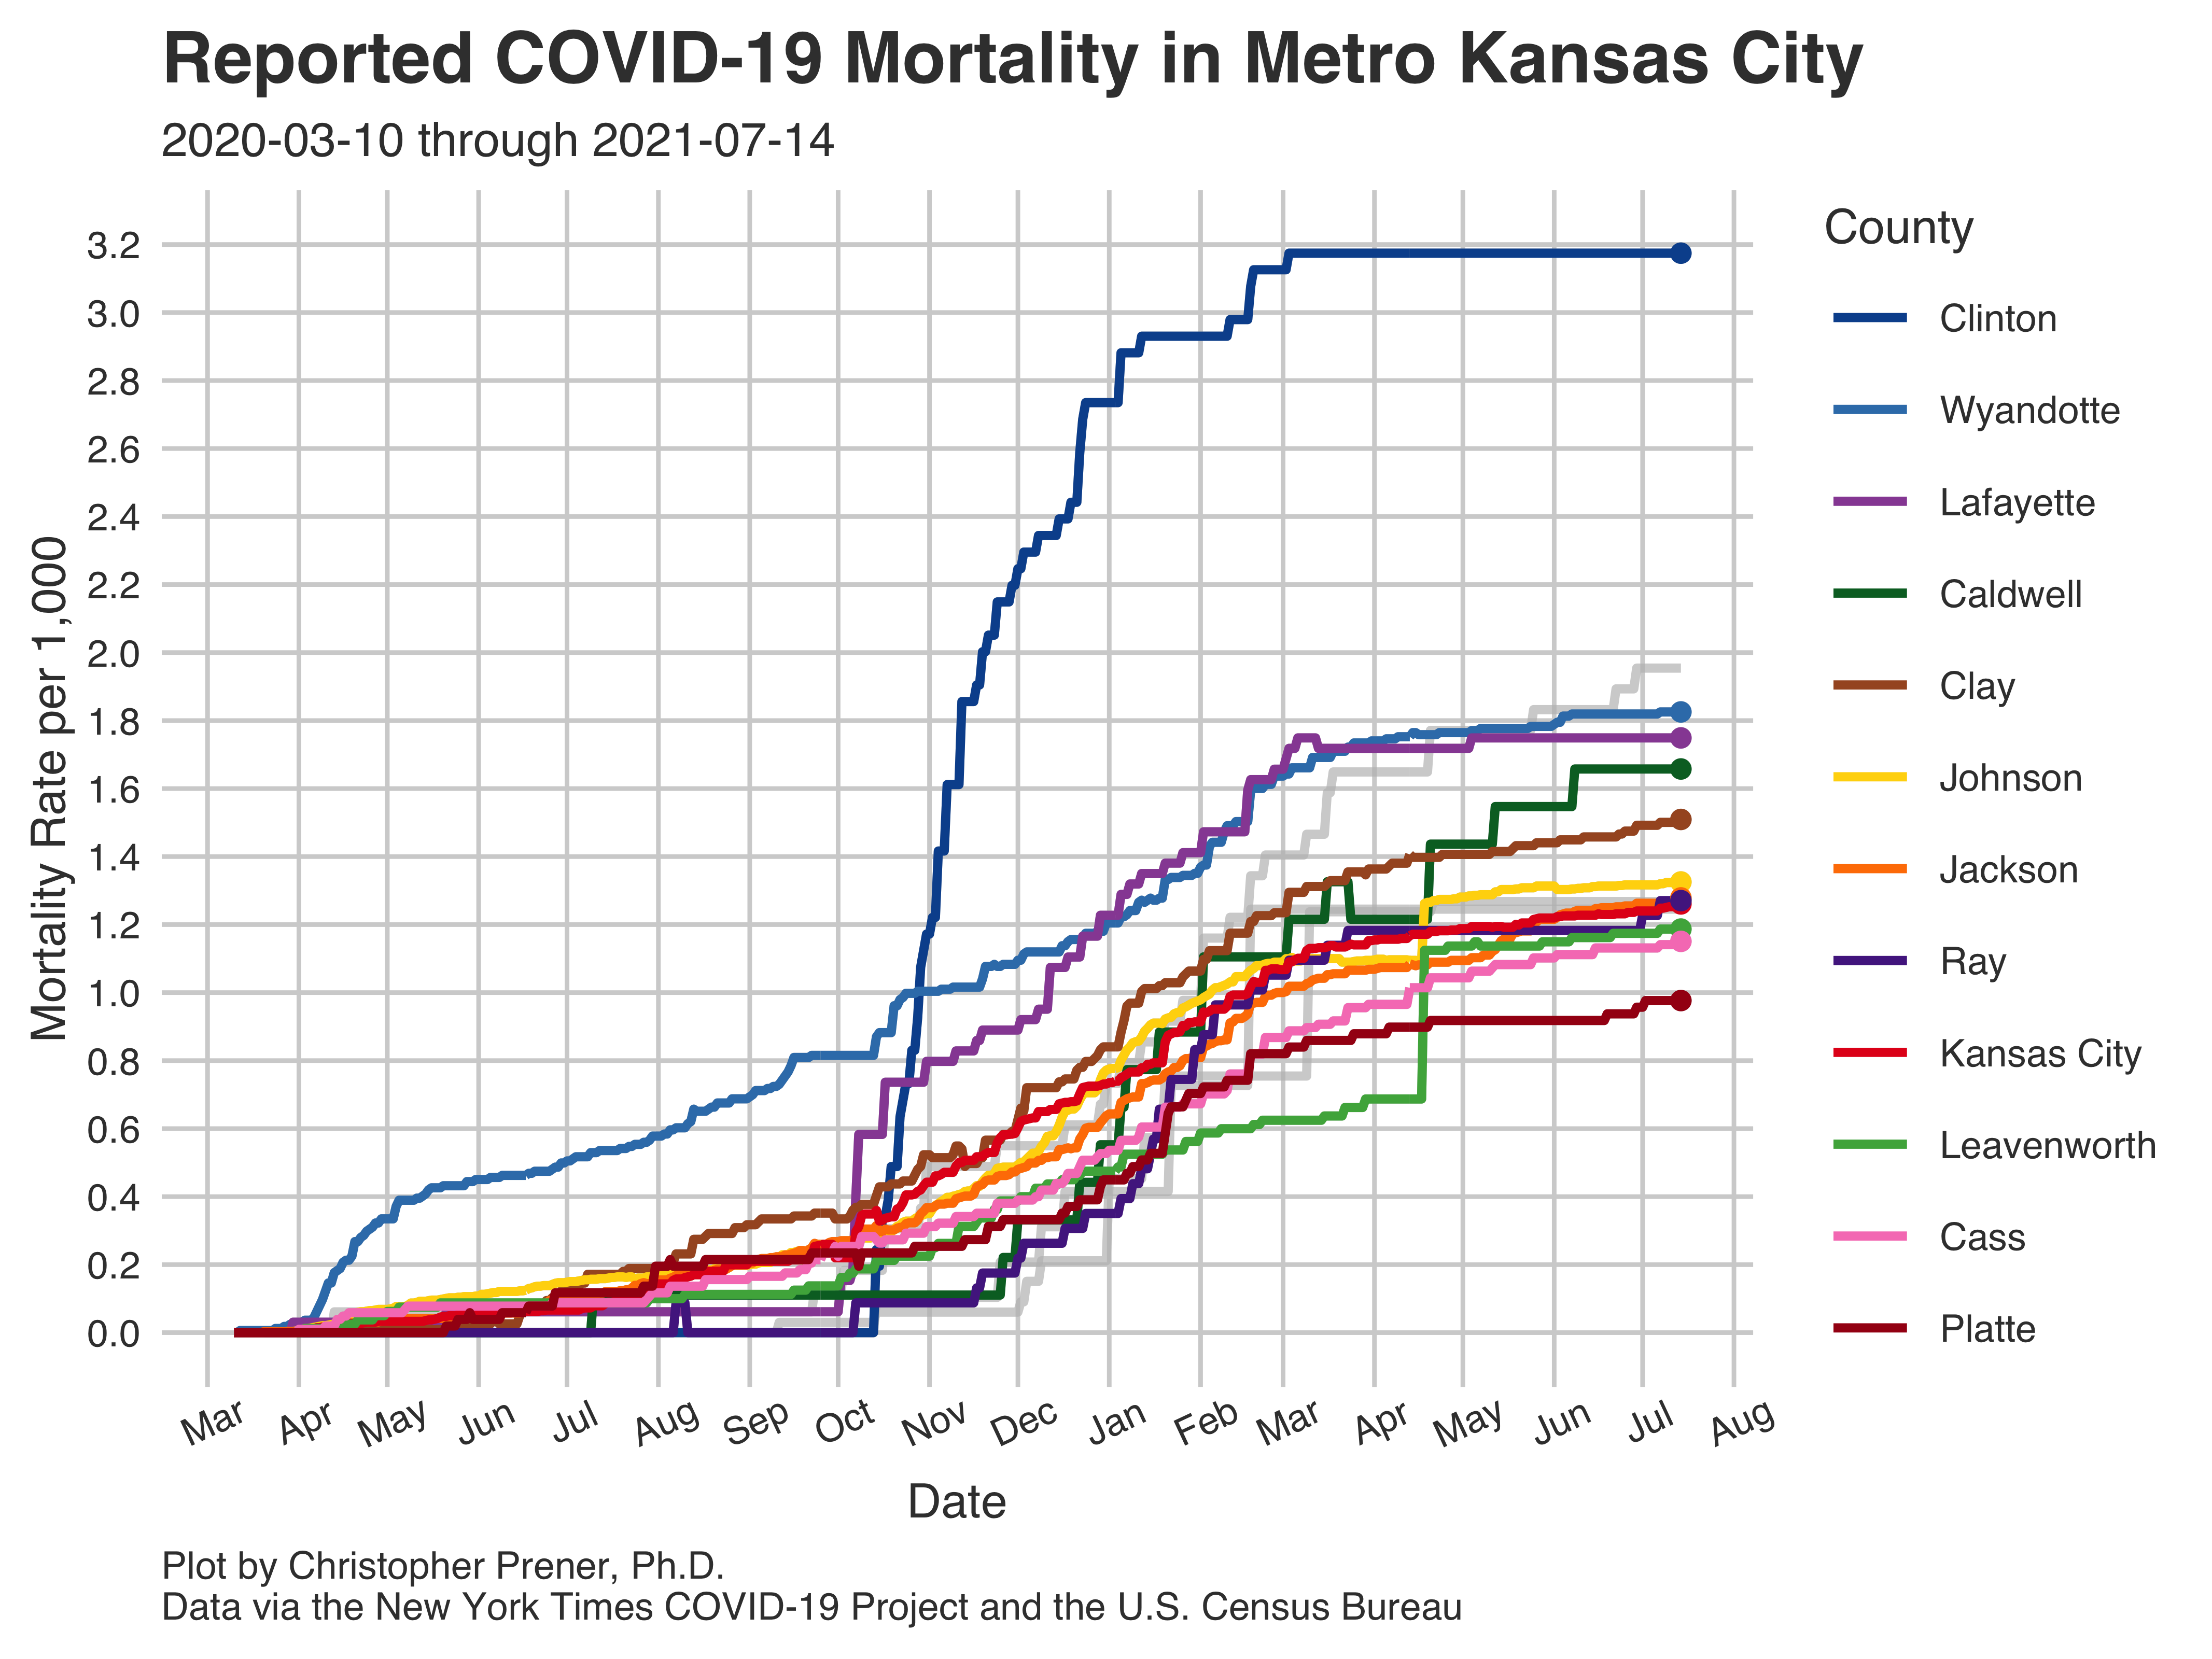 Reported COVID-19 Mortality in Metro Kansas City
2020-03-10 through 2021-07-14
Mortality Rate per 1,000
3.2
3.0
2.8
2.6
2.4
2.2
2.0
1.8
1.6
1.4
1.2
1.0
0.8
0.6
0.4
0.2
0.0
Mar Apr May Jun Jul Aug Sep Oct Nov Dec Jan Feb Mar Apr May Jun Jul Aug
Date
County
Clinton
Wyandotte
Lafayette
Caldwell
Clay
Johnson
Jackson
Ray
Kansas City
Leavenworth
Cass
Platte
Plot by Christopher Prener, Ph.D.
Data via the New York Times COVID-19 Project and the U.S. Census Bureau